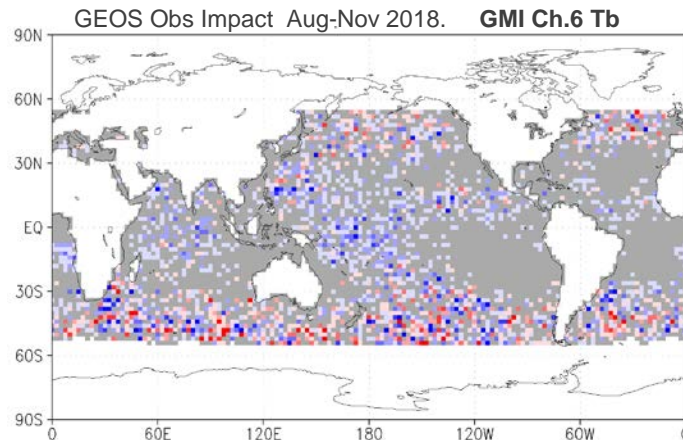 GEOS Obs Impact Aug-Nov 2018. GMI Ch.6 Tb
90N
60N
30N
EQ
30S
60S
90S
0 60E 120E 180 120W 60W 0